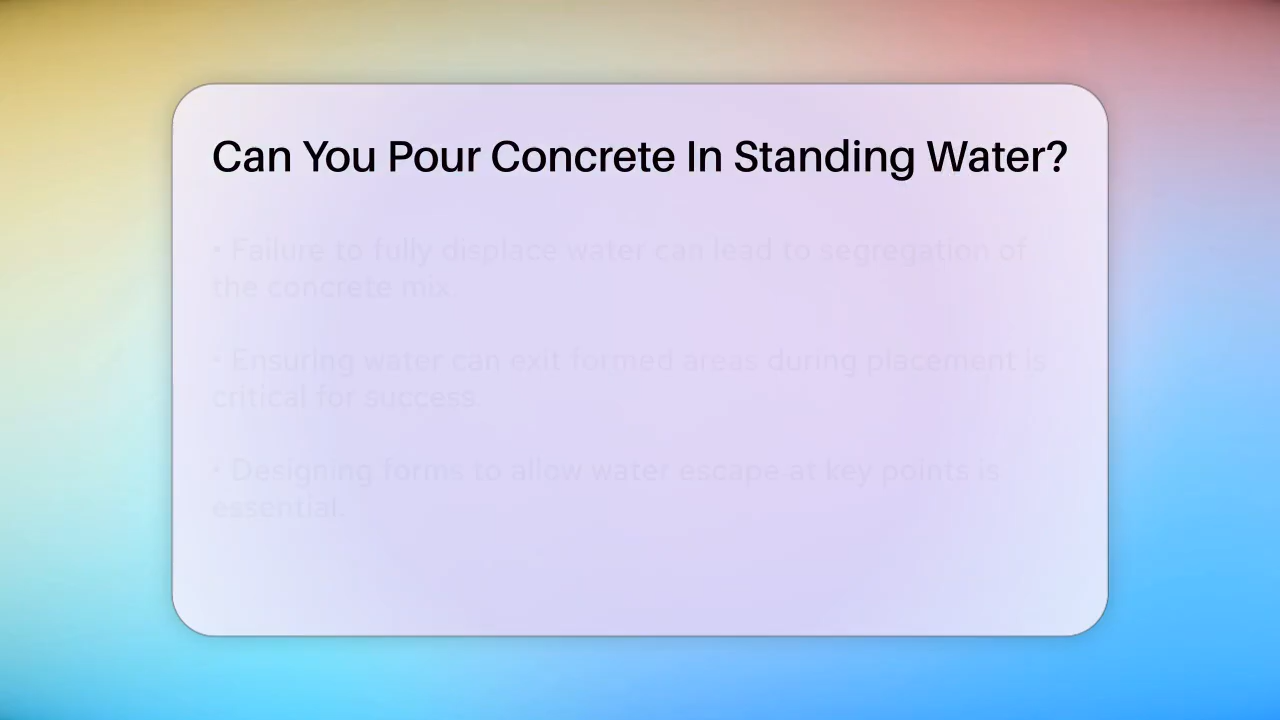 Can You Pour Concrete In Standing Water?
• Failure to fully displace water can lead to segregation of
the concrete mix.
• Ensuring water can exit formed areas during placement is
critical for success.
• Designing forms to allow water escape at key points is
essential.